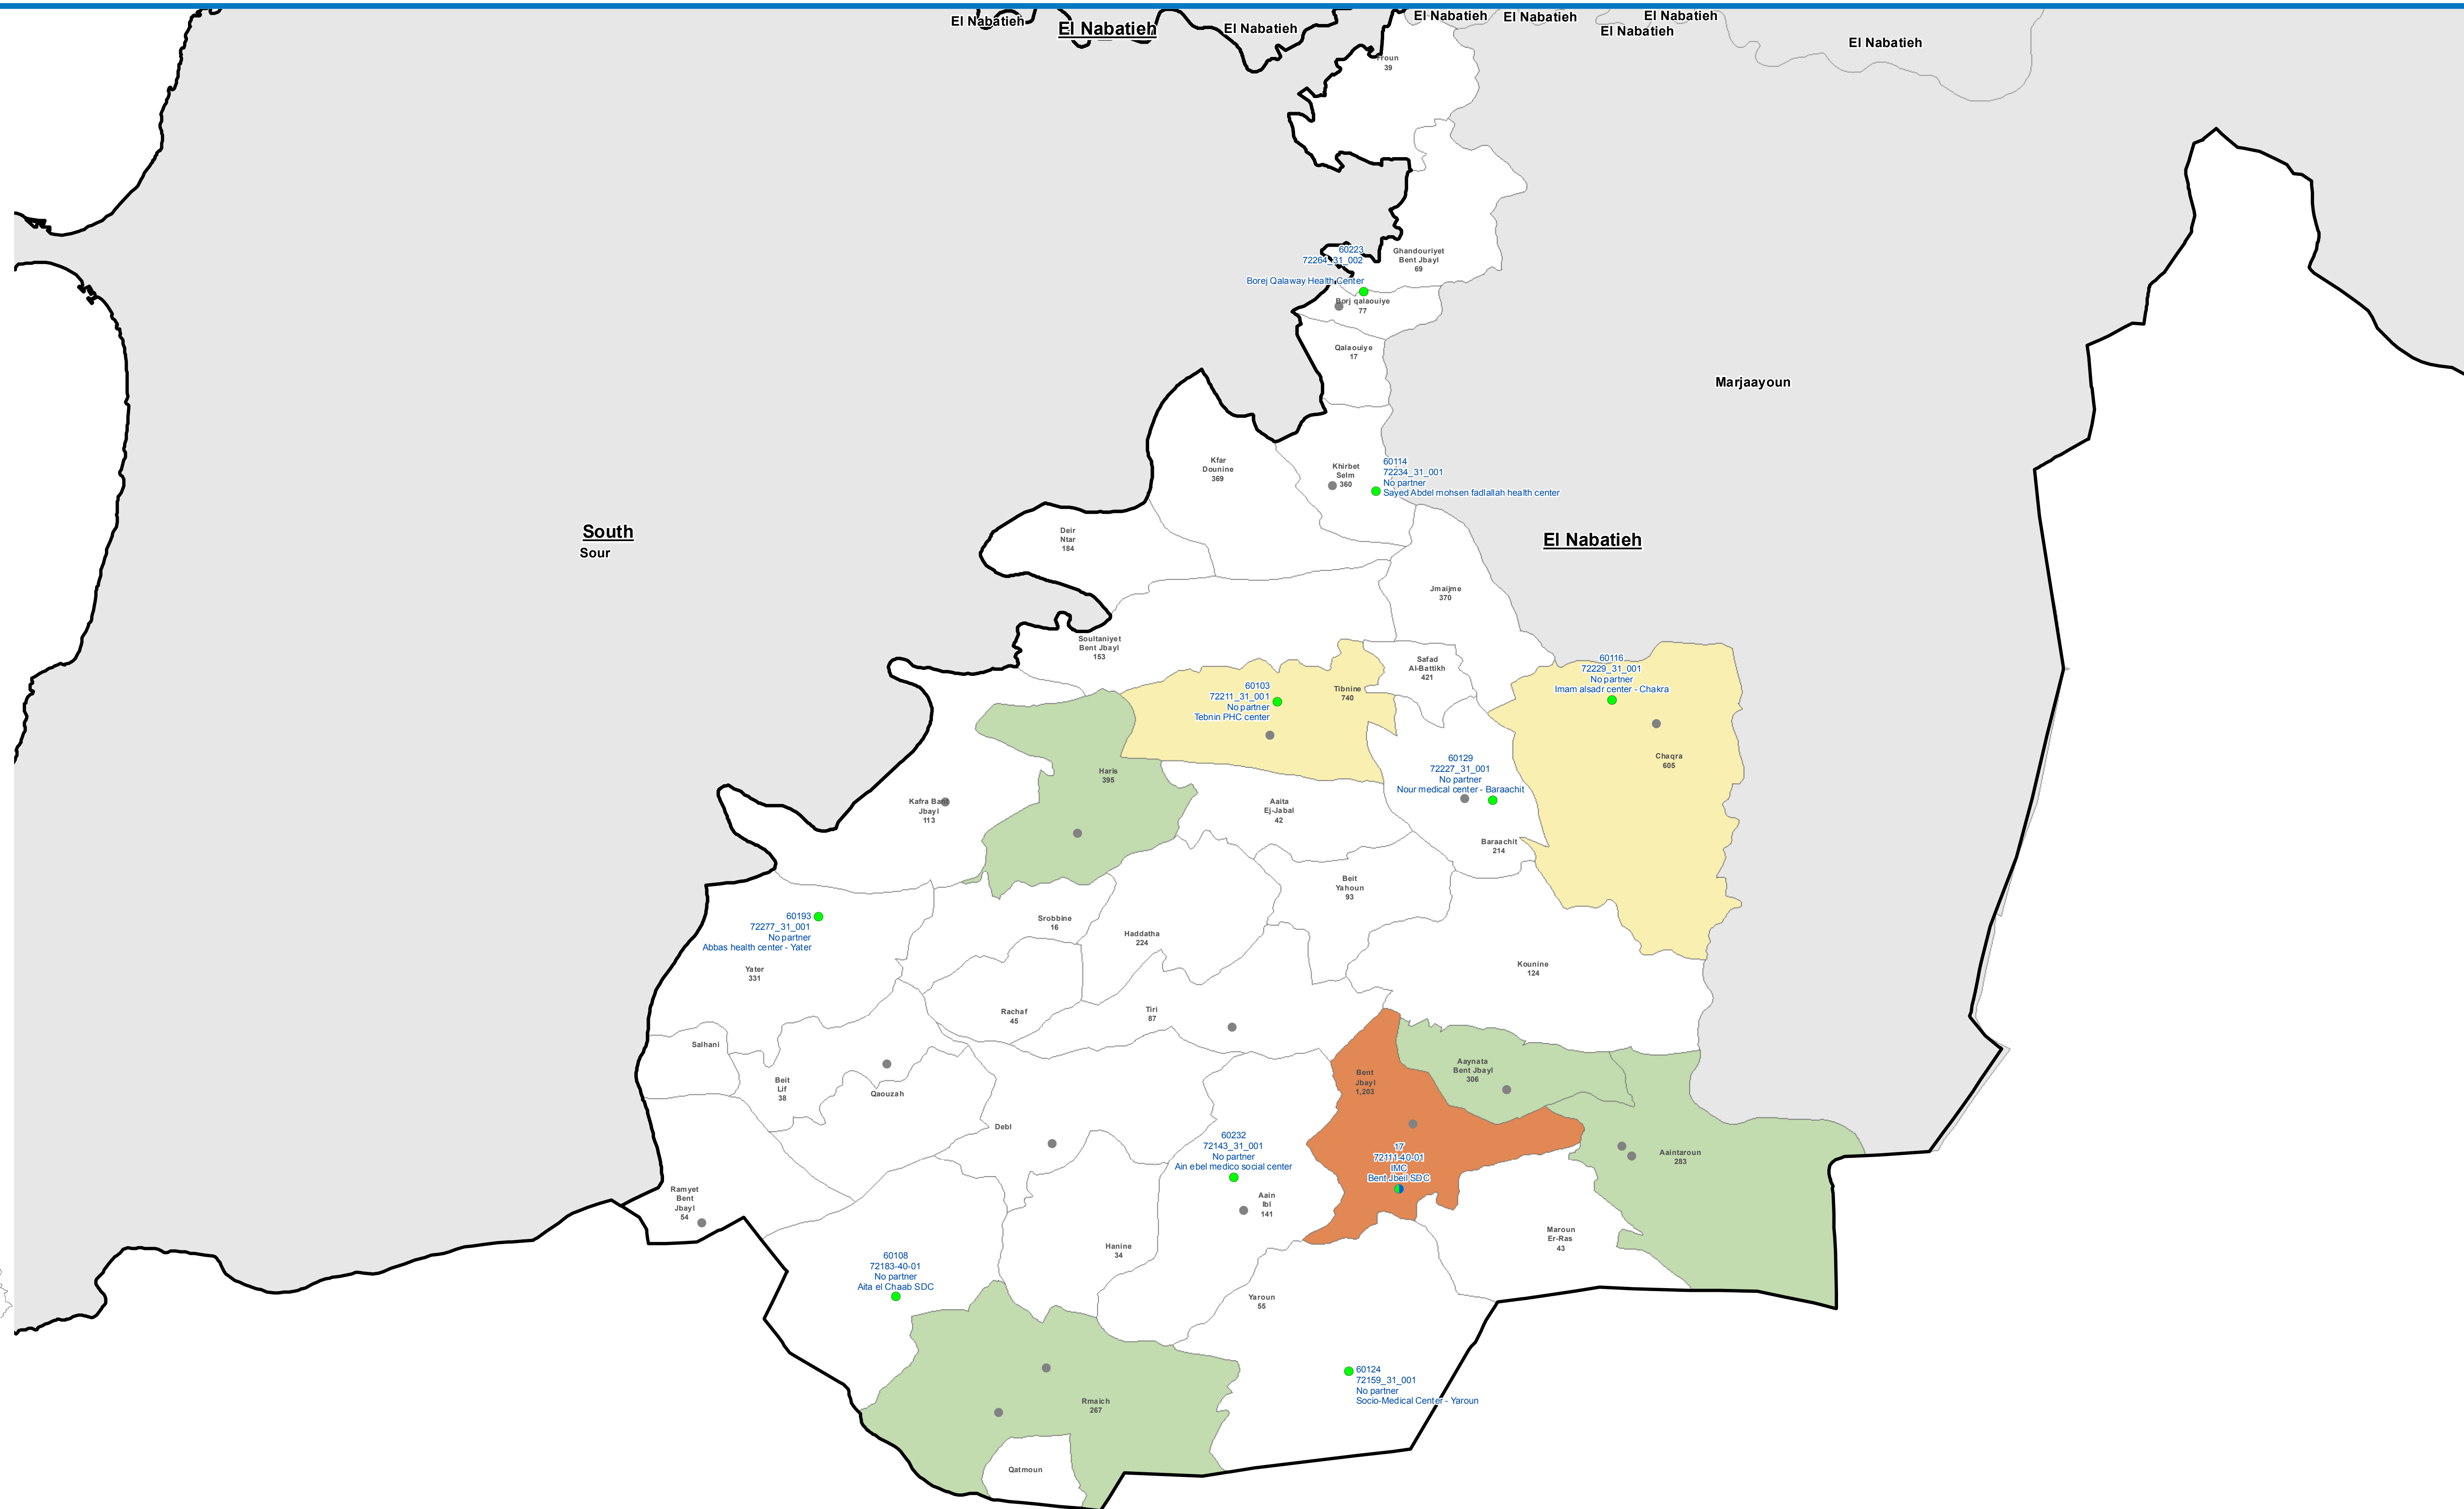 El Nabatieh
El Nabatieh
El Nabatieh
El Nabatieh
El Nabatieh
El Nabatieh
El Nabatieh
El Nabatieh
39
60223
72264_31_002
Borej Qalaway Health Center
Ghandouriyet
Bent Jbayl
69
Borj qalaouiye
77
Qalaouiye
17
Marjaayoun
Kfar
Dounine
369
Khirbet
Selm
360
60114
72234_31_001
No partner
Sayed Abdel mohsen fadlallah health center
South
Sour
Deir
Ntar
184
El Nabatieh
Jmaijme
370
Soultaniyet
Bent Jbayl
153
Safad
Al-Battikh
421
60116
72229_31_001
No partner
Imam alsadr center - Chakra
60103
72211_31_001
No partner
Tebnin PHC center
Tibnine
740
Chaqra
605
60129
72227_31_001
No partner
Nour medical center - Baraachit
Haris
395
Kafra Bent
Jbayl
113
Aaita
Ej-Jabal
42
Baraachit
214
Beit
Yahoun
93
60193
72277_31_001
No partner
Abbas health center - Yater
Yater
331
Srobbine
16
Haddatha
224
Kounine
124
Rachaf
45
Tiri
87
Salhani
Beit
Lif
38
Qaouzah
Bent
Jbayl
1,203
Aaynata
Bent Jbayl
306
Debl
60232
72143_31_001
No partner
Ain ebel medico social center
17
72111-40-01
IMC
Bent Jbeil SDC
Aaintaroun
283
Ramyet
Bent
Jbayl
54
Aain
Ibl
141
Maroun
Er-Ras
43
Hanine
34
60108
72183-40-01
No partner
Aita el Chaab SDC
Yaroun
55
60124
72159_31_001
No partner
Socio-Medical Center - Yaroun
Rmaich
267
Qatmoun